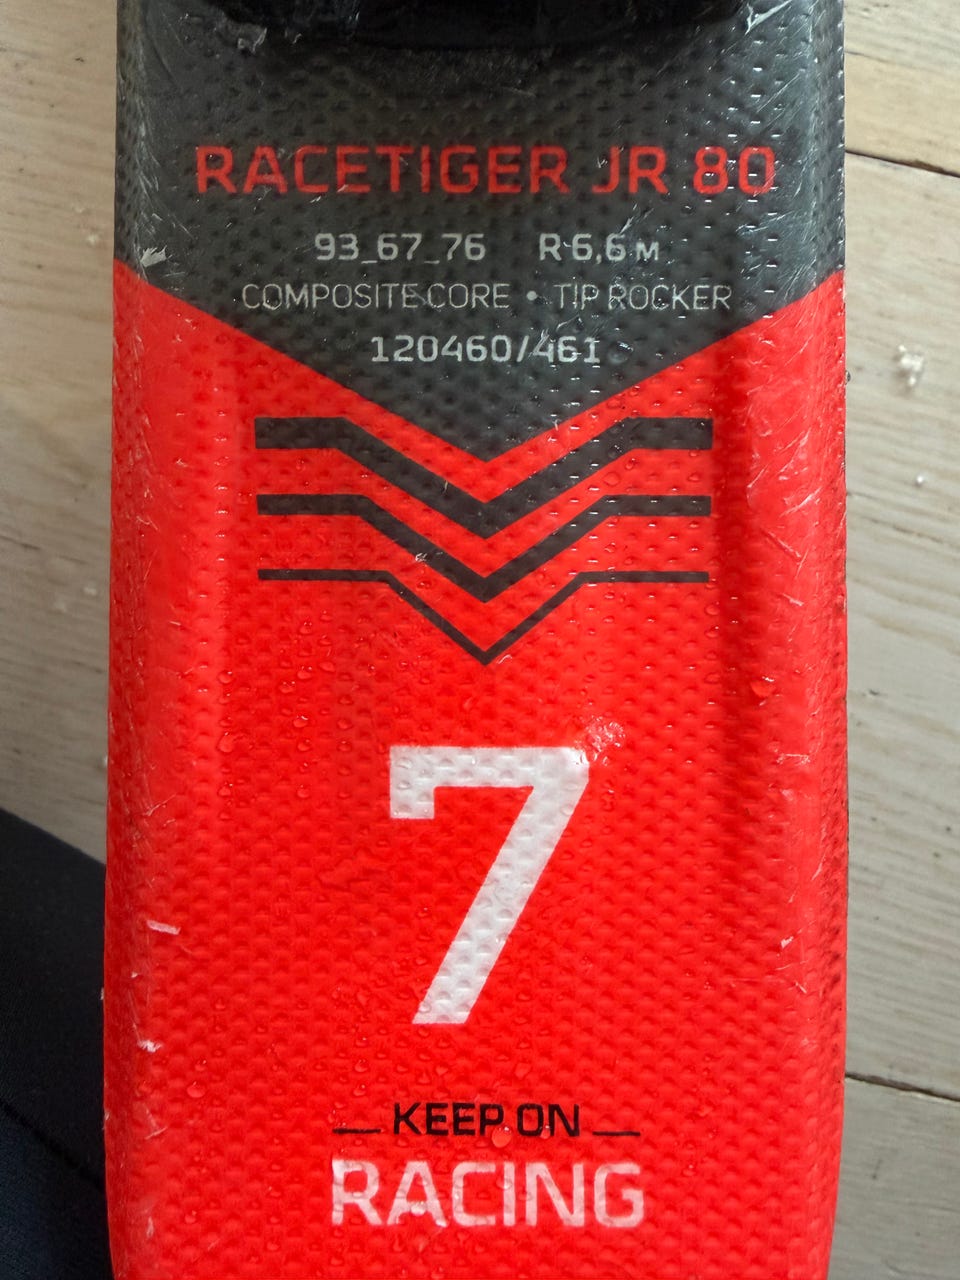 RACETIGER JR 80
93_67_76 R 6,6 M
COMPOSITE CORE • TIP ROCKER
120460/461
7
KEEP ON
RACING